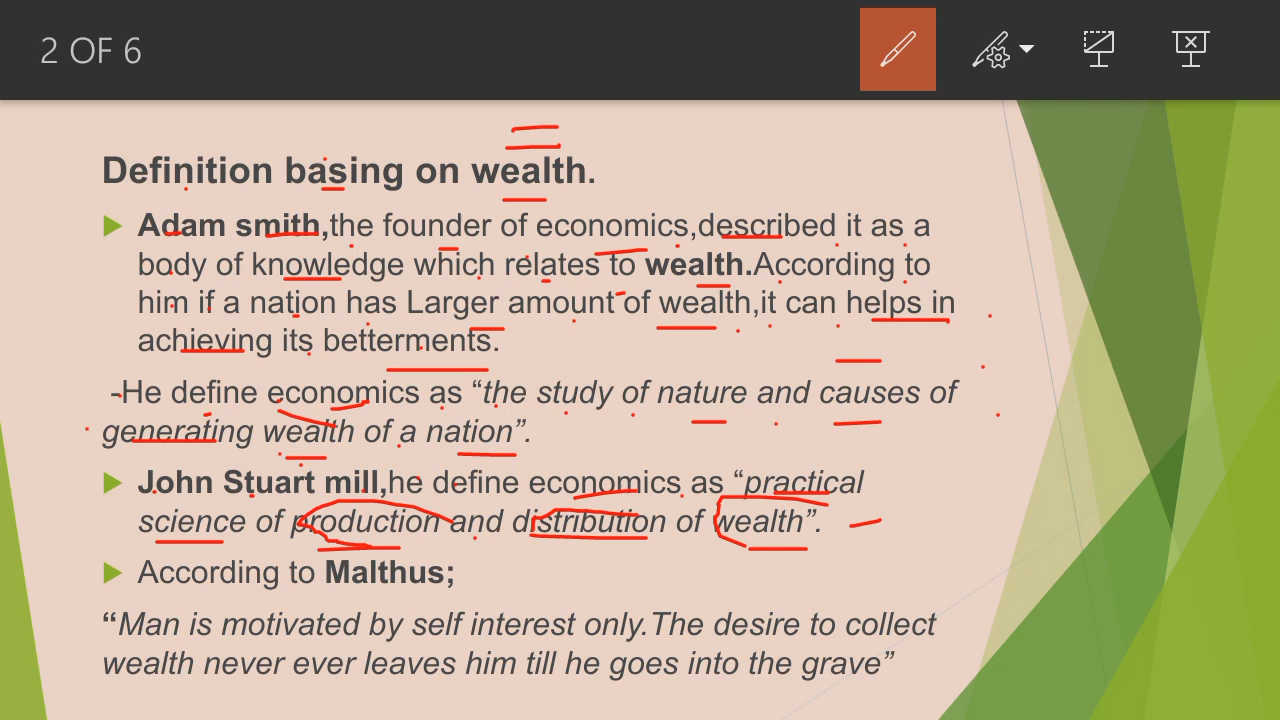 2 OF 6
Definition basing on wealth.
Adam smith,the founder of economics,described it as a
body of knowledge which relates to wealth.According to
him if a nation has Larger amount of wealth,it can helps in
achieving its betterments.
-He define economics as “the study of nature and causes of
generating wealth of a nation”.
John Stuart mill,he define economics as “practical
science of production and distribution of wealth”.
According to Malthus;
“Man is motivated by self interest only.The desire to collect
wealth never ever leaves him till he goes into the grave”